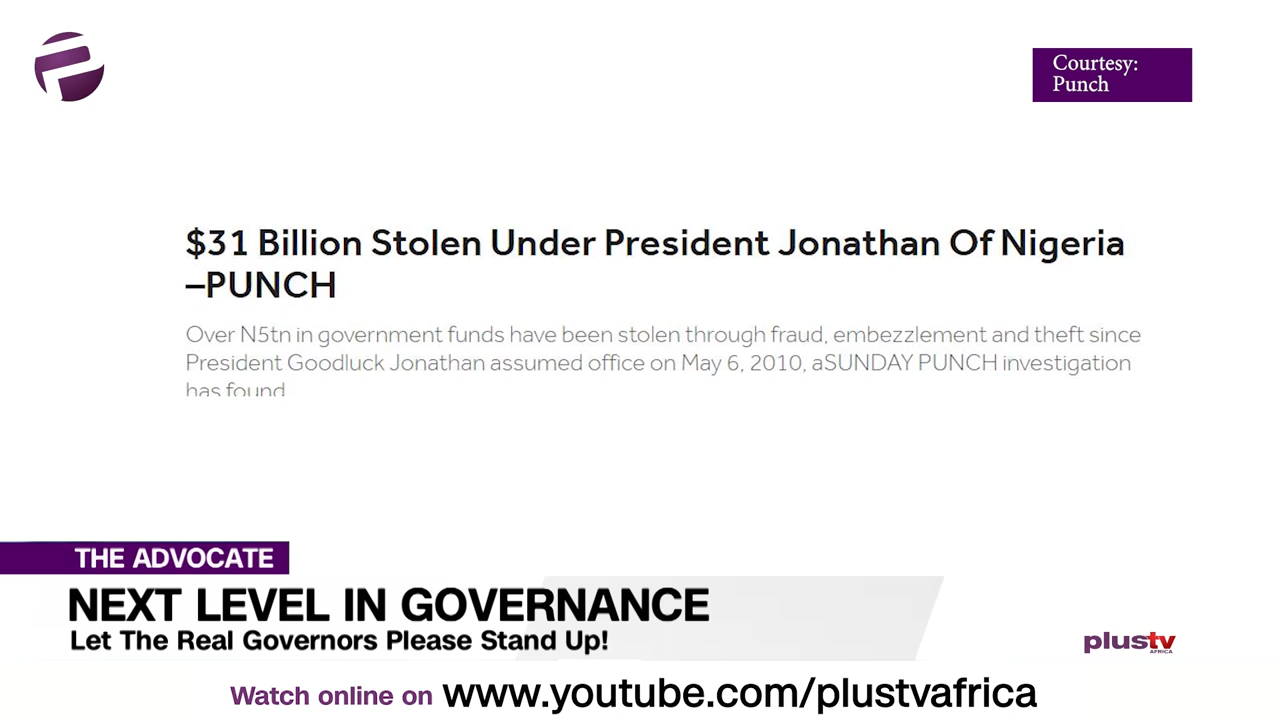 Courtesy:
Punch
$31 Billion Stolen Under President Jonathan Of Nigeria
–PUNCH
Over N5tn in government funds have been stolen through fraud, embezzlement and theft since
President Goodluck Jonathan assumed office on May 6, 2010, aSUNDAY PUNCH investigation
has found
THE ADVOCATE
NEXT LEVEL IN GOVERNANCE
Let The Real Governors Please Stand Up!
plustv
AFRICA
Watch online on www.youtube.com/plustvafrica